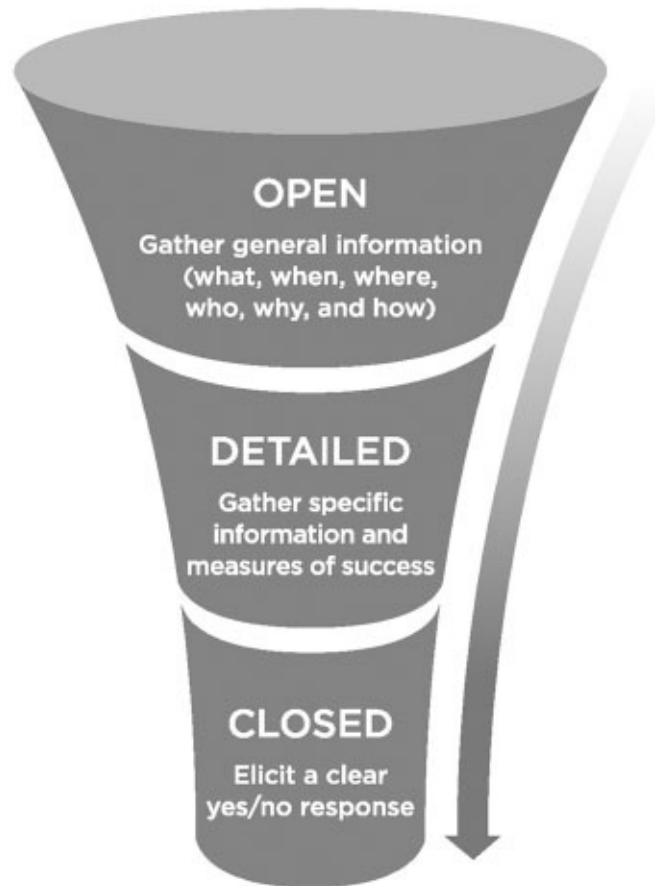 OPEN
Gather general information
(what, when, where,
who, why, and how)
DETAILED
Gather specific
information and
measures of success
CLOSED
Elicit a clear
yes/no response